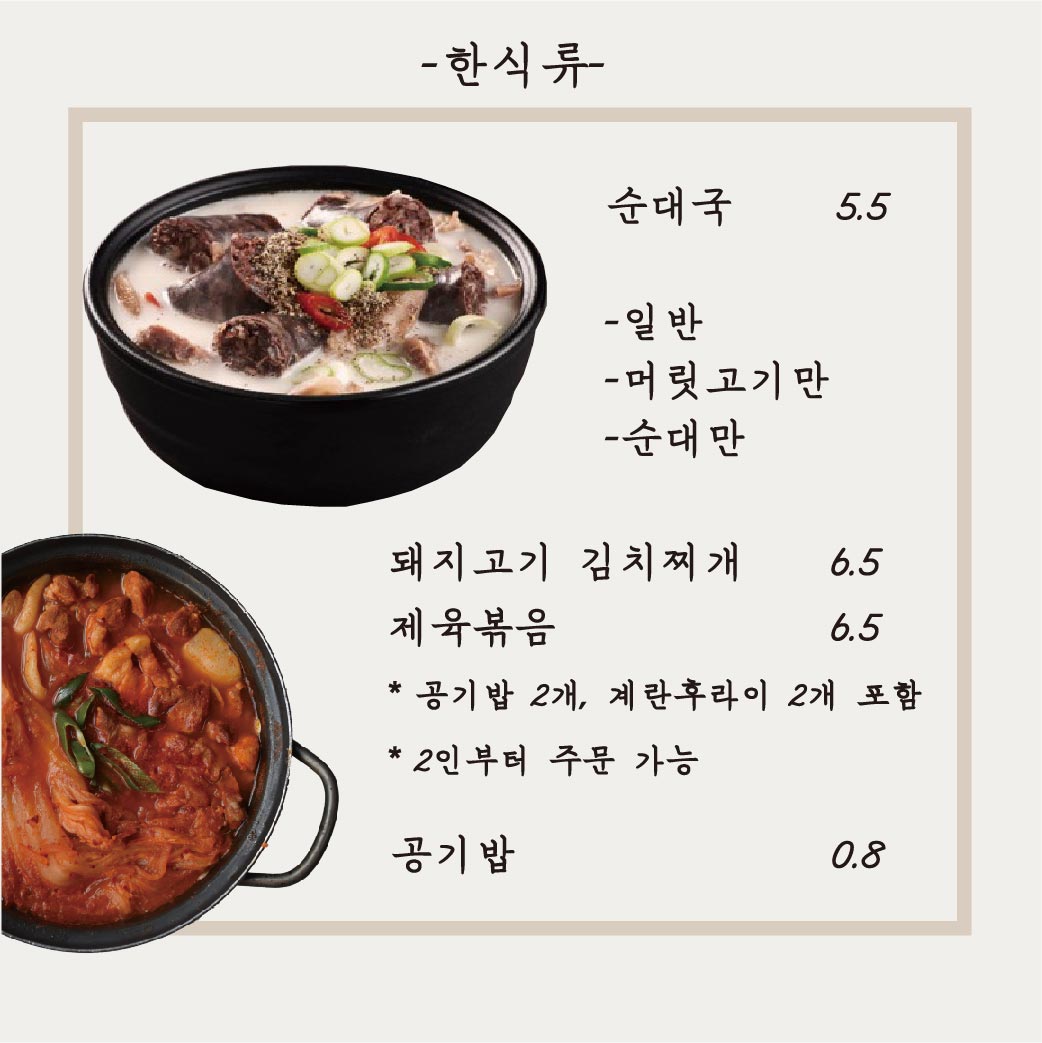 -한식류-
순대국 5.5
-일반
-머릿고기만
-순대만
돼지고기 김치찌개 6.5
제육볶음 6.5
* 공기밥 2개, 계란후라이 2개 포함
* 2인부터 주문 가능
공기밥 0.8